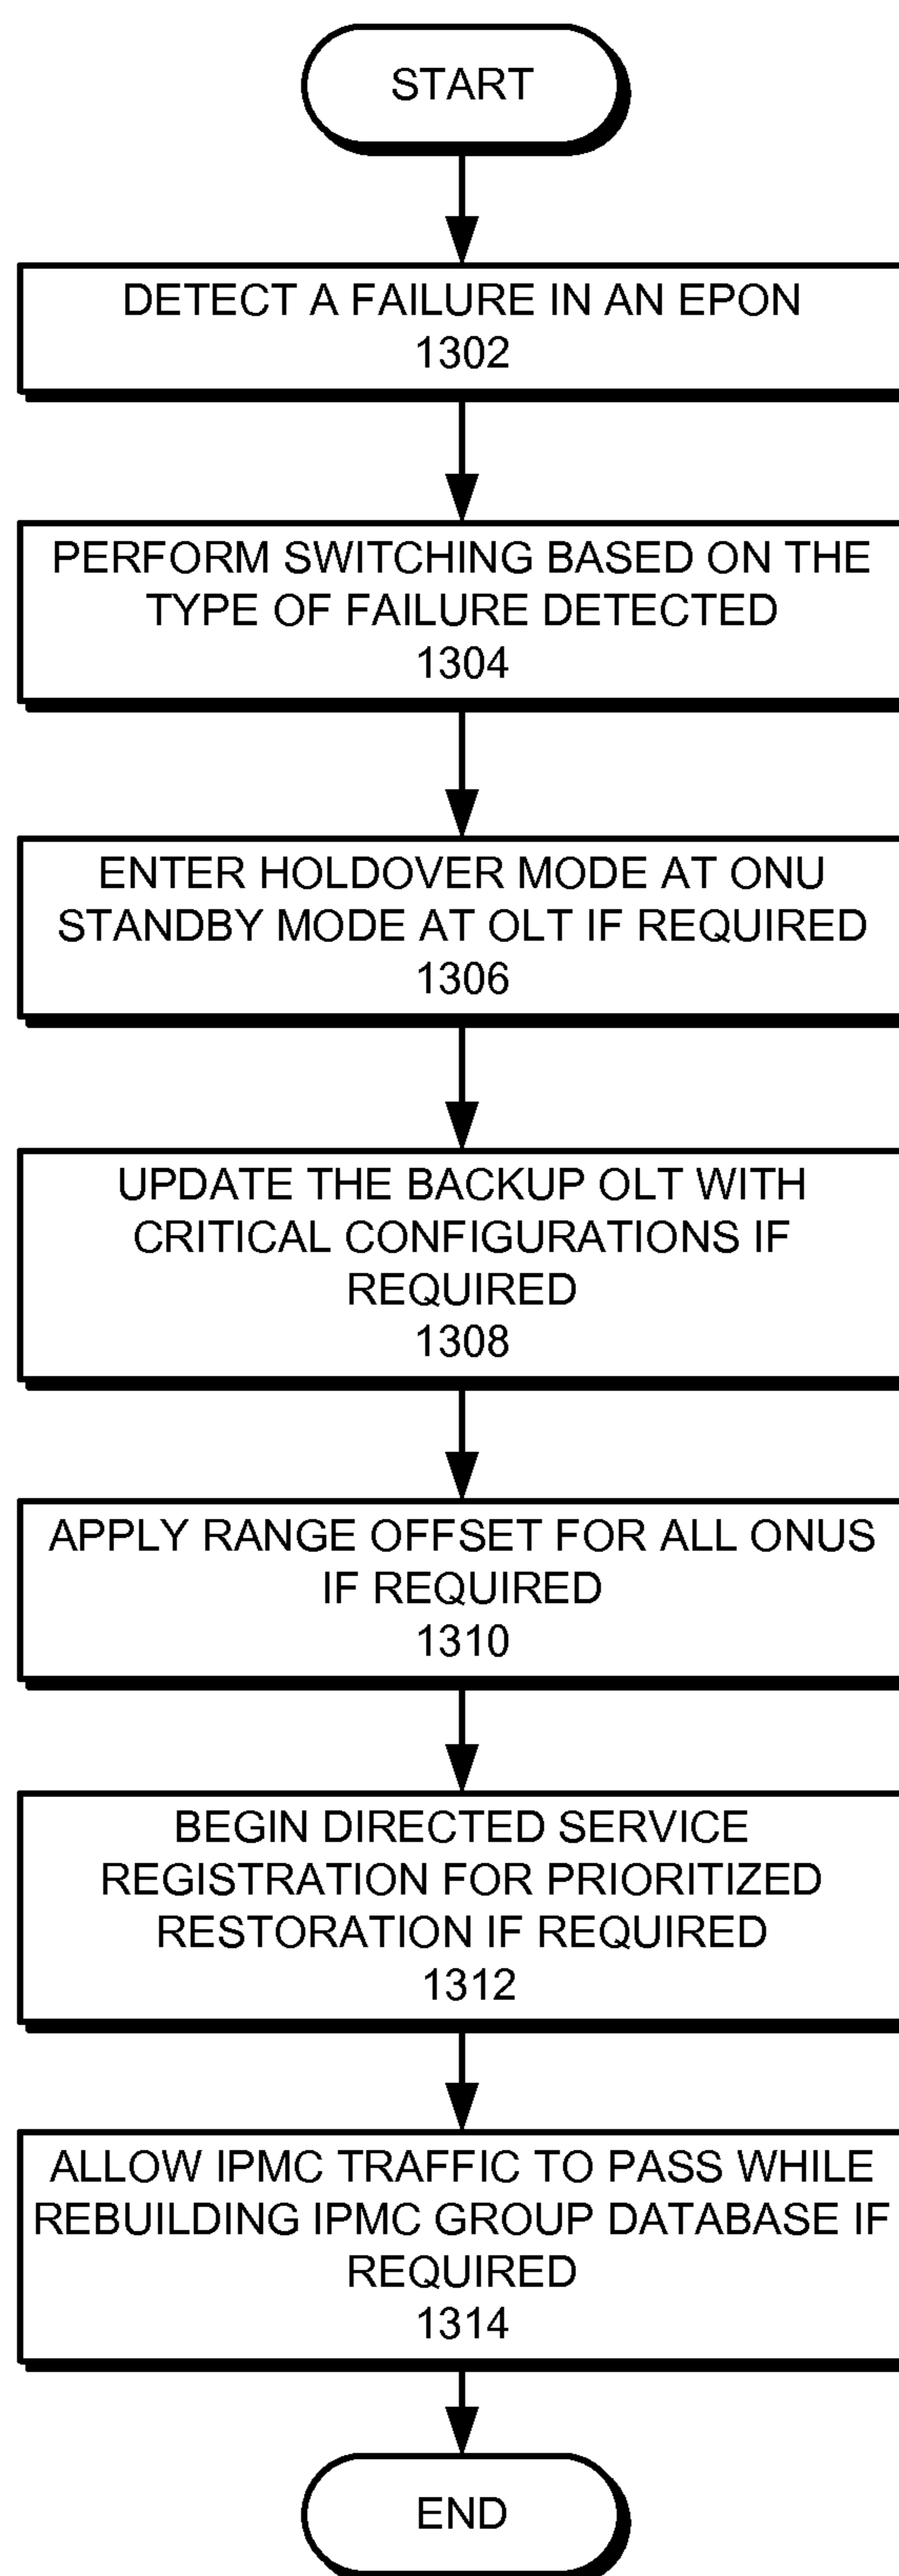 START
DETECT A FAILURE IN AN EPON
1302
PERFORM SWITCHING BASED ON THE
TYPE OF FAILURE DETECTED
1304
ENTER HOLDOVER MODE AT ONU
STANDBY MODE AT OLT IF REQUIRED
1306
UPDATE THE BACKUP OLT WITH
CRITICAL CONFIGURATIONS IF
REQUIRED
1308
APPLY RANGE OFFSET FOR ALL ONUS
IF REQUIRED
1310
BEGIN DIRECTED SERVICE
REGISTRATION FOR PRIORITIZED
RESTORATION IF REQUIRED
1312
ALLOW IPMC TRAFFIC TO PASS WHILE
REBUILDING IPMC GROUP DATABASE IF
REQUIRED
1314
END